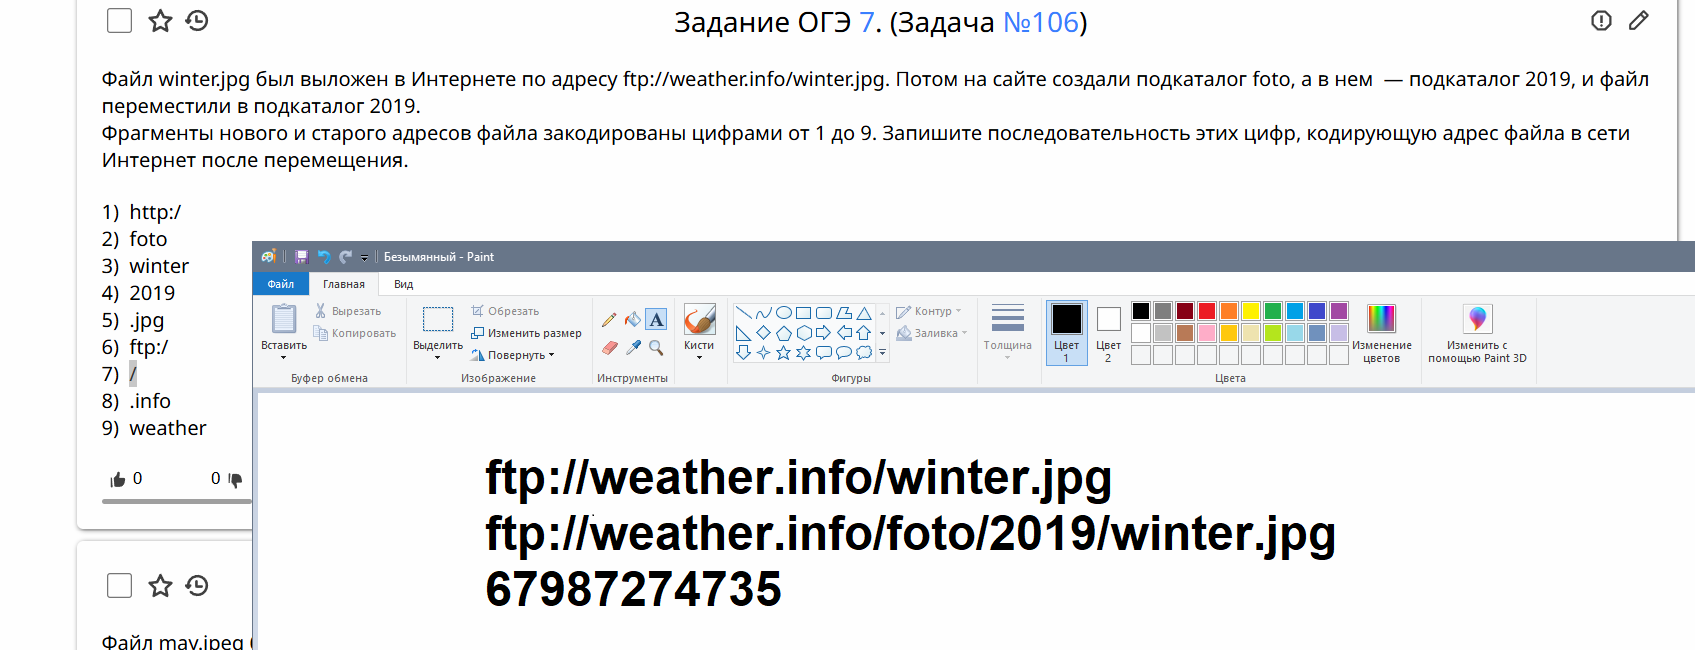 Задание ОГЭ 7. (Задача №106)
Файл winter.jpg был выложен в Интернете по адресу ftp://weather.info/winter.jpg. Потом на сайте создали подкаталог foto, а в нем — подкаталог 2019, и файл
переместили в подкаталог 2019.
Фрагменты нового и старого адресов файла закодированы цифрами от 1 до 9. Запишите последовательность этих цифр, кодирующую адрес файла в сети
Интернет после перемещения.
1) http:/
2) foto
3) winter
4) 2019
5) .jpg
6) ftp:/
7) /
8) .info
9) weather
0 0
Безымянный - Paint
Файл Главная Вид
Вставить
Вырезать
Копировать
Буфер обмена
Выделить
Обрезать
Изменить размер
Повернуть
Изображение
A
Инструменты
Кисти
Контур
Заливка
Фигуры
Толщина
Цвет
1
Цвет
2
Изменение
цветов
Цвета
Изменить с
помощью Paint 3D
ftp://weather.info/winter.jpg
ftp://weather.info/foto/2019/winter.jpg
67987274735
Файл may.jpeg